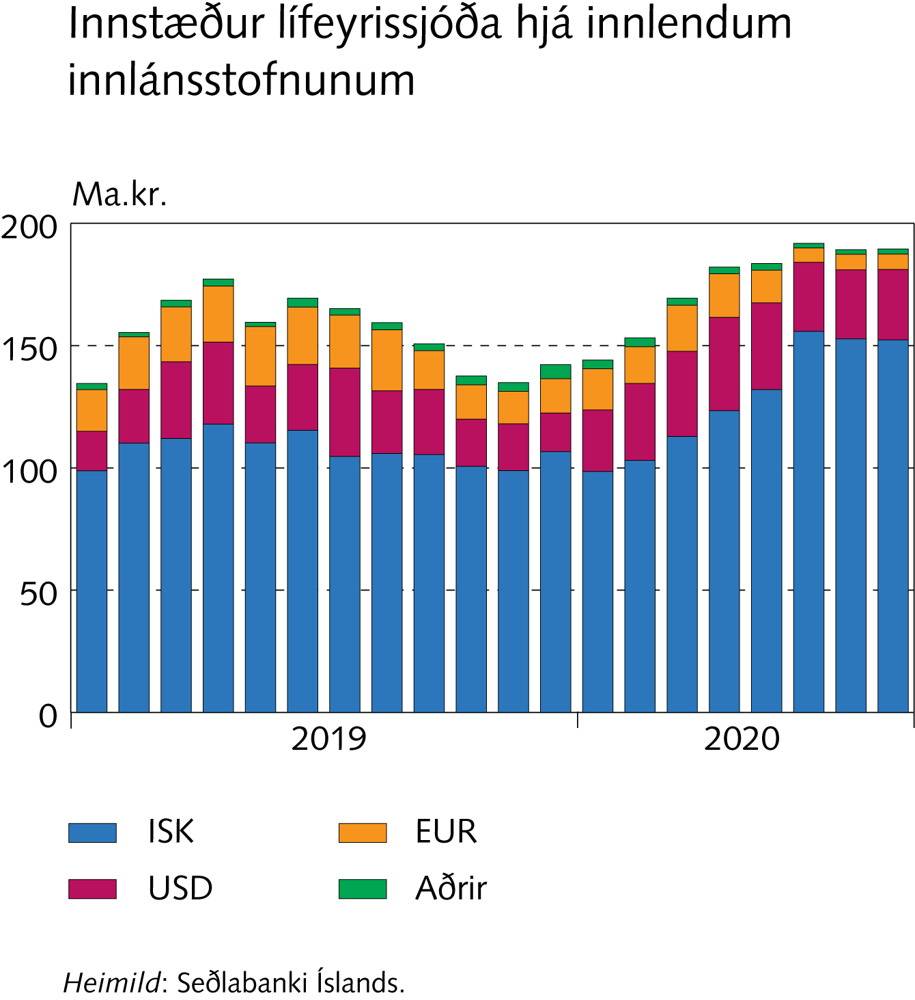 Innstæður lífeyrissjóða hjá innlendum
innlánsstofnunum
Ma.kr.
200
150
100
50
0
2019 2020
ISK EUR
USD Aðrir
Heimild: Seðlabanki Íslands.